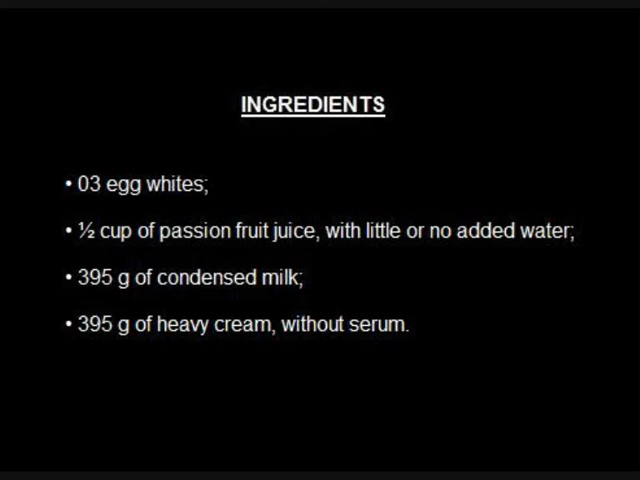 INGREDIENTS
• 03 egg whites;
• ½ cup of passion fruit juice, with little or no added water;
• 395 g of condensed milk;
• 395 g of heavy cream, without serum.